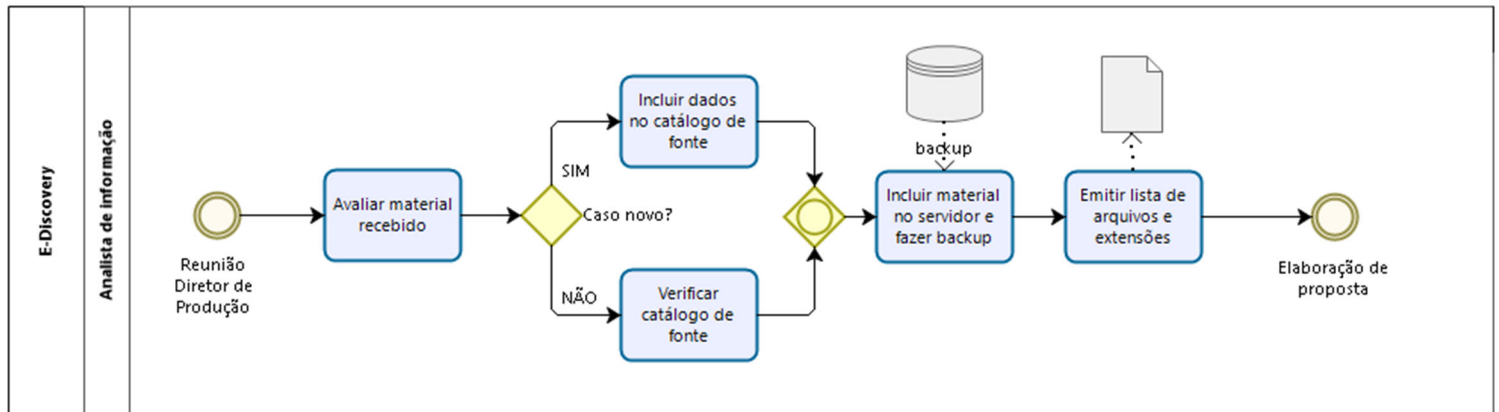 E-Discovery
Analista de informação
Reunião
Diretor de
Produção
Avaliar material
recebido
Caso novo?
SIM
Incluir dados
no catálogo de
fonte
NÃO
Verificar
catálogo de
fonte
backup
Incluir material
no servidor e
fazer backup
Emitir lista de
arquivos e
extensões
Elaboração de
proposta